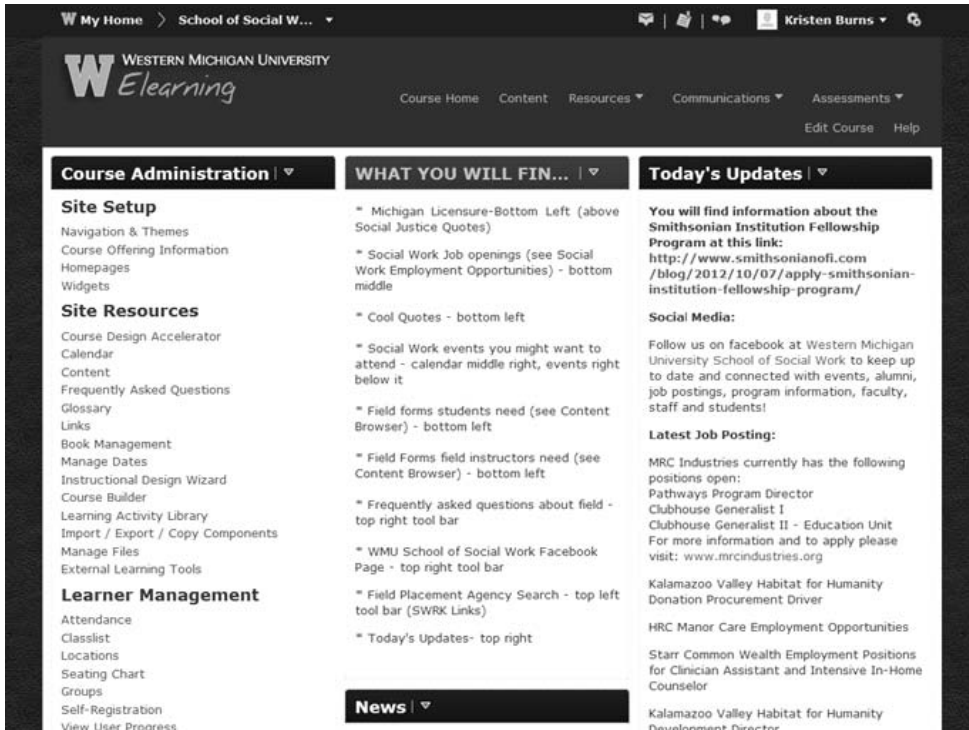 W My Home > School of Social W...
Kristen Burns
W WESTERN MICHIGAN UNIVERSITY
Elearning
Course Home Content Resources Communications Assessments
Edit Course Help
Course Administration
Site Setup
Navigation & Themes
Course Offering Information
Homepages
Widgets
Site Resources
Course Design Accelerator
Calendar
Content
Frequently Asked Questions
Glossary
Links
Book Management
Manage Dates
Instructional Design Wizard
Course Builder
Learning Activity Library
Import / Export / Copy Components
Manage Files
External Learning Tools
Learner Management
Attendance
Classlist
Locations
Seating Chart
Groups
Self-Registration
View User Progress
WHAT YOU WILL FIN...
* Michigan Licensure-Bottom Left (above
Social Justice Quotes)
* Social Work Job openings (see Social
Work Employment Opportunities) - bottom
middle
* Cool Quotes - bottom left
* Social Work events you might want to
attend - calendar middle right, events right
below it
* Field forms students need (see Content
Browser) - bottom left
* Field Forms field instructors need (see
Content Browser) - bottom left
* Frequently asked questions about field -
top right tool bar
* WMU School of Social Work Facebook
Page - top right tool bar
* Field Placement Agency Search - top left
tool bar (SWRK Links)
* Today's Updates- top right
News
Today's Updates
You will find information about the
Smithsonian Institution Fellowship
Program at this link:
http://www.smithsonianofi.com
/blog/2012/10/07/apply-smithsonian-
institution-fellowship-program/
Social Media:
Follow us on facebook at Western Michigan
University School of Social Work to keep up
to date and connected with events, alumni,
job postings, program information, faculty,
staff and students!
Latest Job Posting:
MRC Industries currently has the following
positions open:
Pathways Program Director
Clubhouse Generalist I
Clubhouse Generalist II - Education Unit
For more information and to apply please
visit: www.mrcindustries.org
Kalamazoo Valley Habitat for Humanity
Donation Procurement Driver
HRC Manor Care Employment Opportunities
Starr Common Wealth Employment Positions
for Clinician Assistant and Intensive In-Home
Counselor
Kalamazoo Valley Habitat for Humanity
Development Director